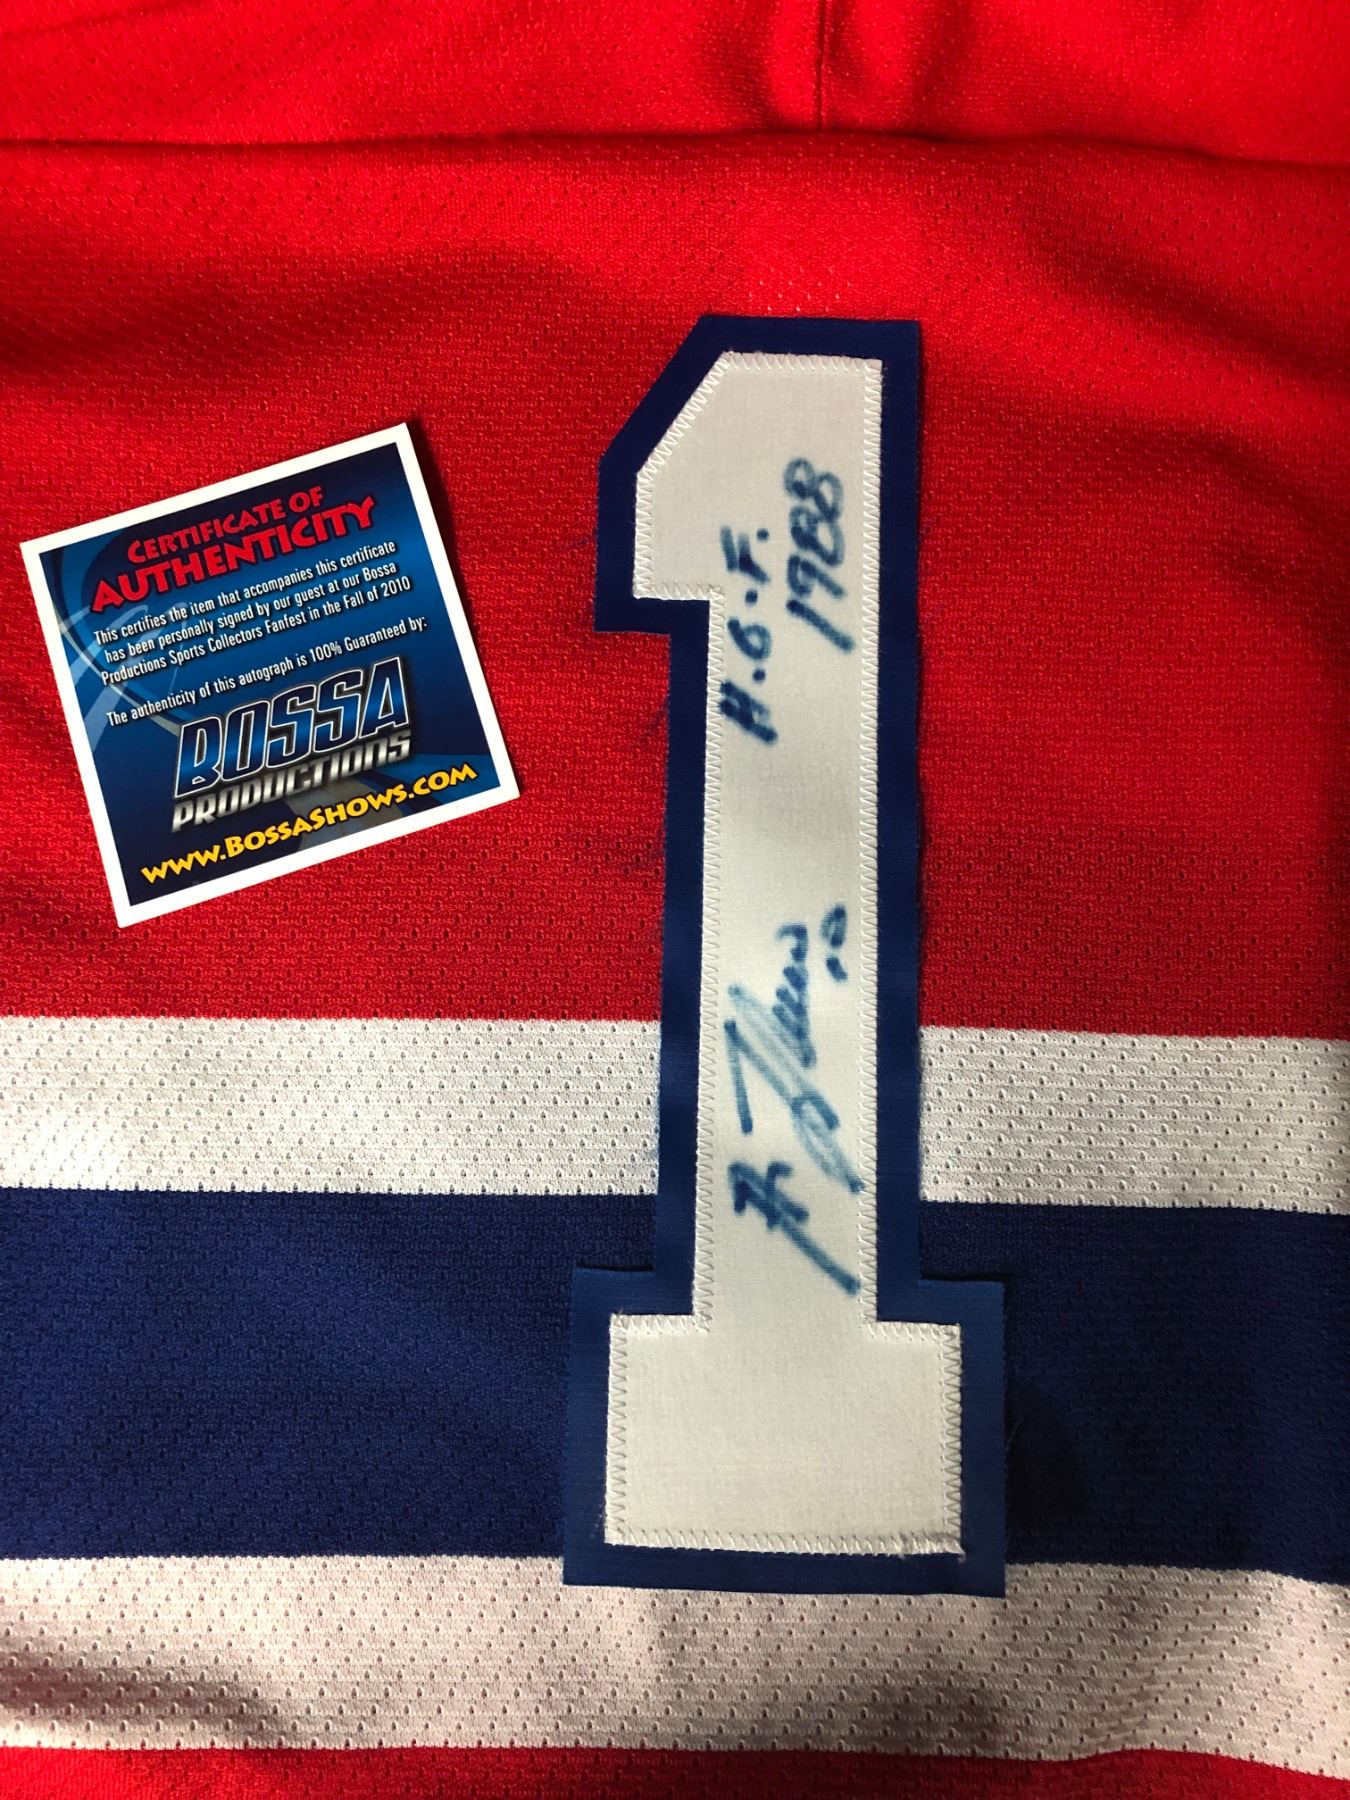 CERTIFICATE OF
AUTHENTICITY
This certifies the item that accompanies this certificate
has been personally signed by our guest at our Bossa
Productions Sports Collectors Fanfest in the Fall of 2010
The authenticity of this autograph is 100% Guaranteed by:
BOSSA
PRODUCTIONS
WWW.BOSSASHOWS.COM
1
H.O.F.
1988
10